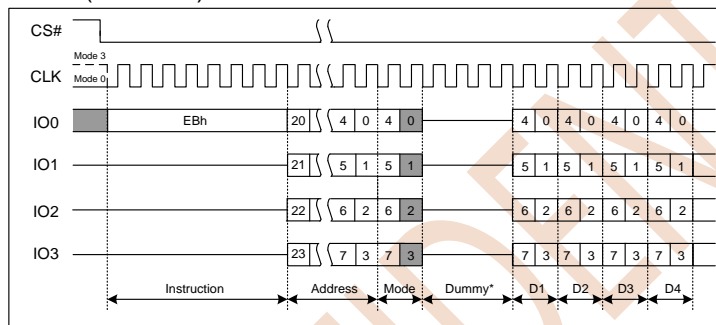 CS#
Mode 3
CLK Mode 0
IO0 EBh 20 4 0 4 0 4 0 4 0 4 0 4 0
IO1 21 5 1 5 1 5 1 5 1 5 1 5 1
IO2 22 6 2 6 2 6 2 6 2 6 2 6 2
IO3 23 7 3 7 3 7 3 7 3 7 3 7 3
Instruction Address Mode Dummy* D1 D2 D3 D4